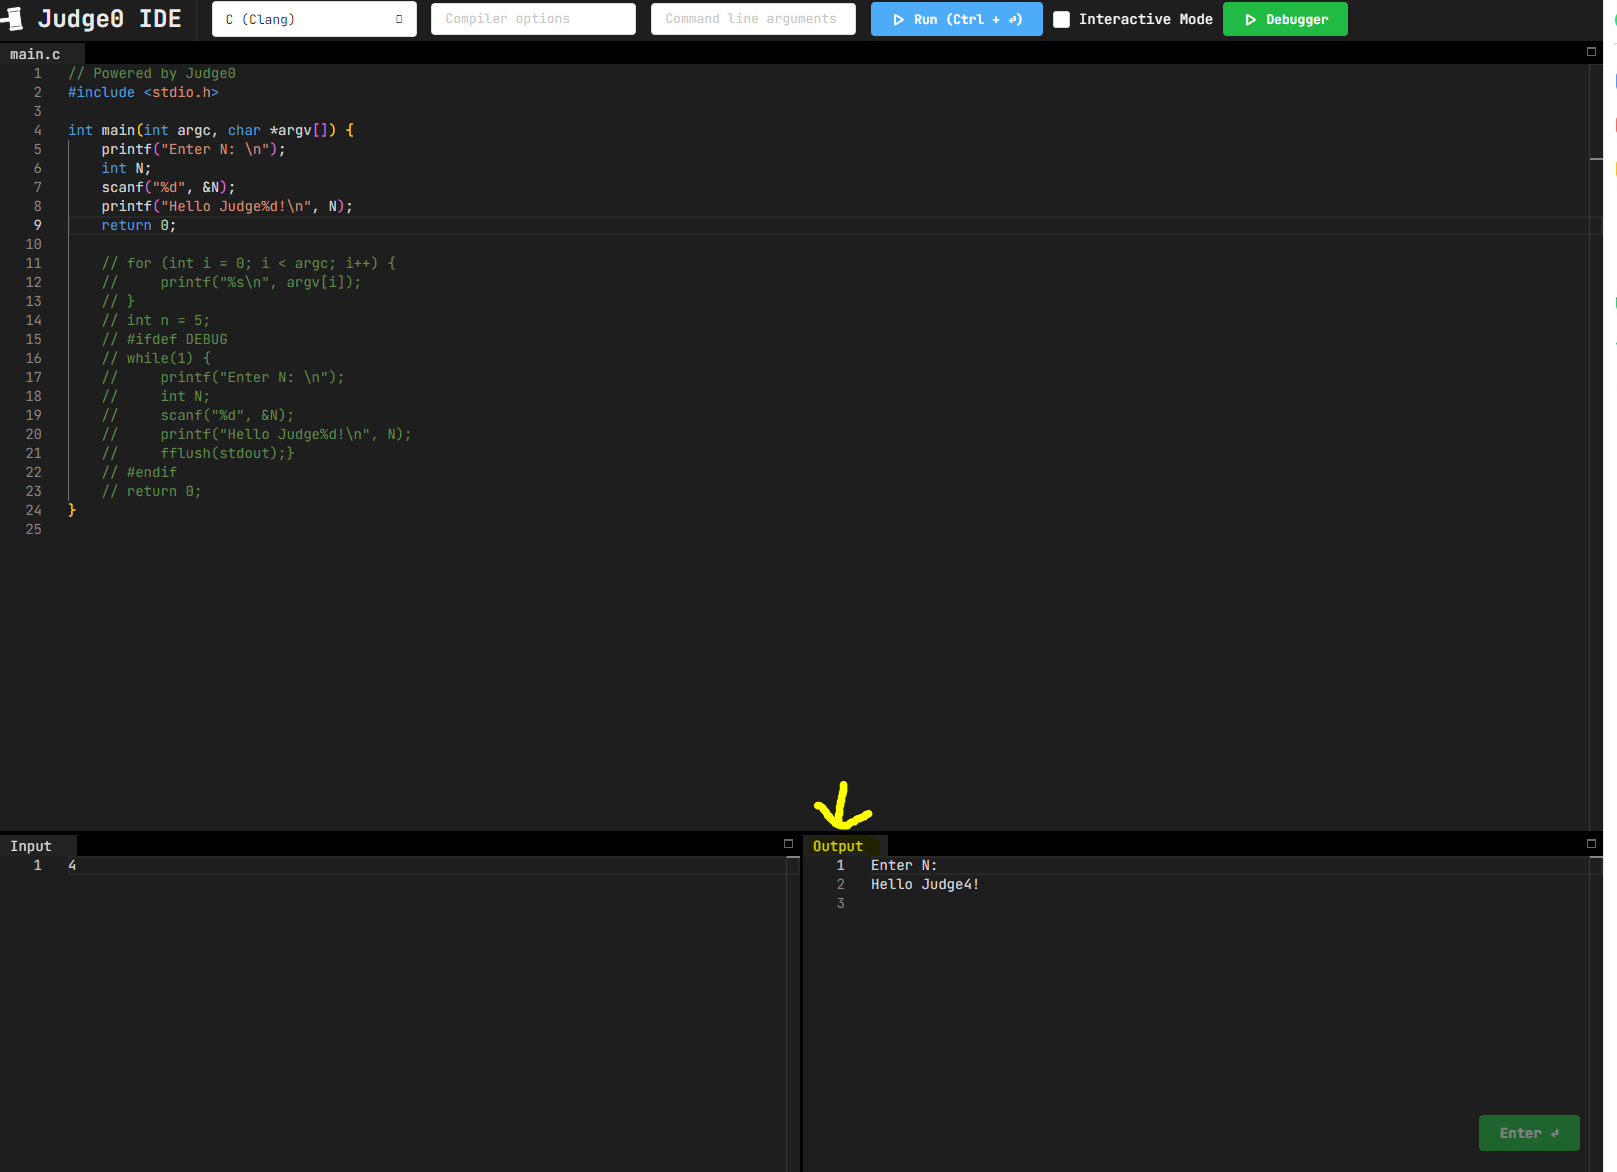 Judge0 IDE
C (Clang)
Compiler options
Command line arguments
Run (Ctrl + ⏎)
Interactive Mode
Debugger
main.c
1 // Powered by Judge0
2 #include <stdio.h>
3
4 int main(int argc, char *argv[]) {
5     printf("Enter N: \n");
6     int N;
7     scanf("%d", &N);
8     printf("Hello Judge%d!\n", N);
9     return 0;
10
11     // for (int i = 0; i < argc; i++) {
12     //     printf("%s\n", argv[i]);
13     // }
14     // int n = 5;
15     // #ifdef DEBUG
16     // while(1) {
17     //     printf("Enter N: \n");
18     //     int N;
19     //     scanf("%d", &N);
20     //     printf("Hello Judge%d!\n", N);
21     //     fflush(stdout);}
22     // #endif
23     // return 0;
24 }
25
Input
1 4
Output
1 Enter N:
2 Hello Judge4!
3
Enter ⏎